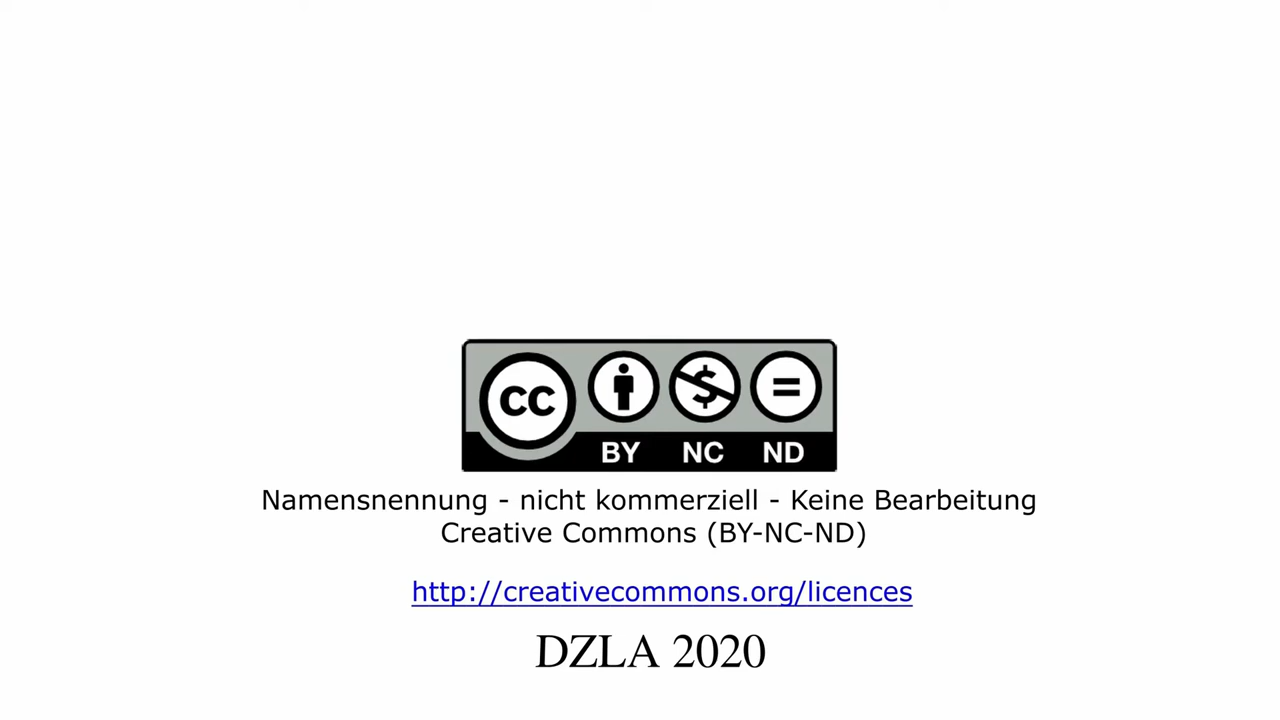 CC
BY NC ND
Namensnennung - nicht kommerziell - Keine Bearbeitung
Creative Commons (BY-NC-ND)
http://creativecommons.org/licences
DZLA 2020